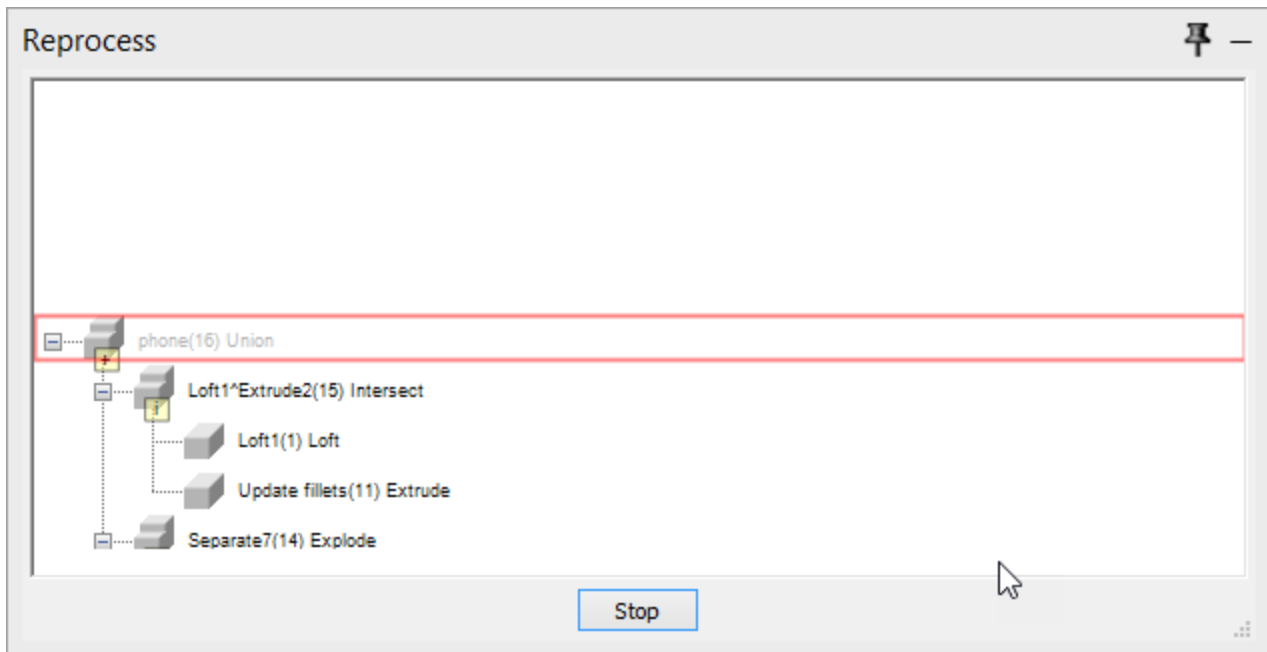 Reprocess
phone(16) Union
Loft1^Extrude2(15) Intersect
Loft1(1) Loft
Update fillets(11) Extrude
Separate7(14) Explode
Stop